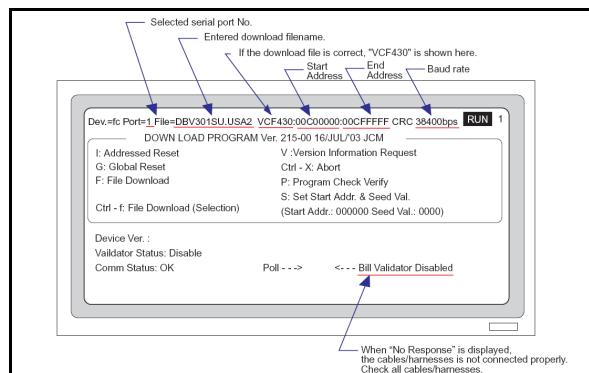 Selected serial port No.
Entered download filename.
If the download file is correct, "VCF430" is shown here.
Start Address
End Address
Baud rate
Dev.=fc Port=1 File=DBV301SU.USA2 VCF430:00C00000:00CFFFFF CRC 38400bps RUN 1
DOWN LOAD PROGRAM Ver. 215-00 16/JUL/'03 JCM
I: Addressed Reset
V :Version Information Request
G: Global Reset
Ctrl - X: Abort
F: File Download
P: Program Check Verify
S: Set Start Addr. & Seed Val.
Ctrl - f: File Download (Selection)
(Start Addr.: 000000 Seed Val.: 0000)
Device Ver. :
Vaildator Status: Disable
Comm Status: OK
Poll - - ->
<- - - Bill Validator Disabled
When "No Response" is displayed,
the cables/harnesses is not connected properly.
Check all cables/harnesses.